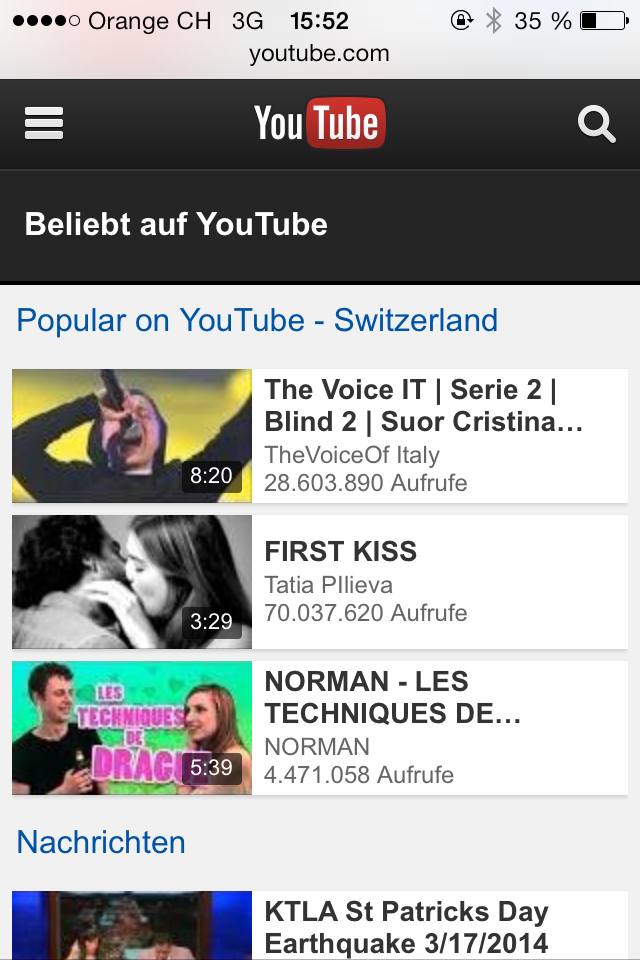 Orange CH 3G 15:52 35 %
youtube.com
YouTube
Beliebt auf YouTube
Popular on YouTube - Switzerland
The Voice IT | Serie 2 |
Blind 2 | Suor Cristina…
TheVoiceOf Italy
28.603.890 Aufrufe
8:20
FIRST KISS
Tatia PIlieva
70.037.620 Aufrufe
3:29
LES
TECHNIQUES
DE
DRAGUE
5:39
NORMAN - LES
TECHNIQUES DE…
NORMAN
4.471.058 Aufrufe
Nachrichten
KTLA St Patricks Day
Earthquake 3/17/2014